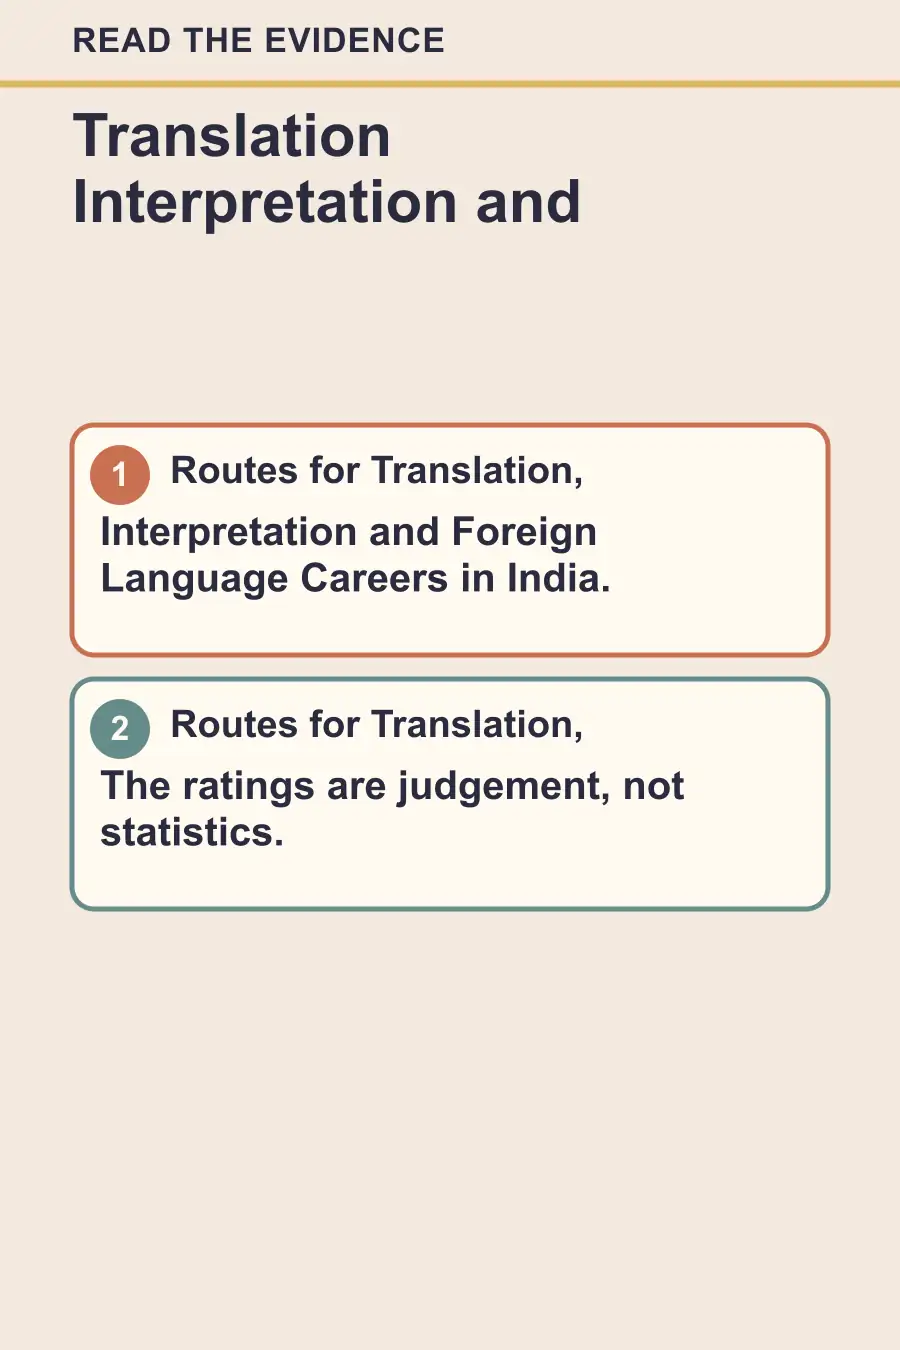 READ THE EVIDENCE
Translation
Interpretation and
1 Routes for Translation,
Interpretation and Foreign
Language Careers in India.
2 Routes for Translation,
The ratings are judgement, not
statistics.